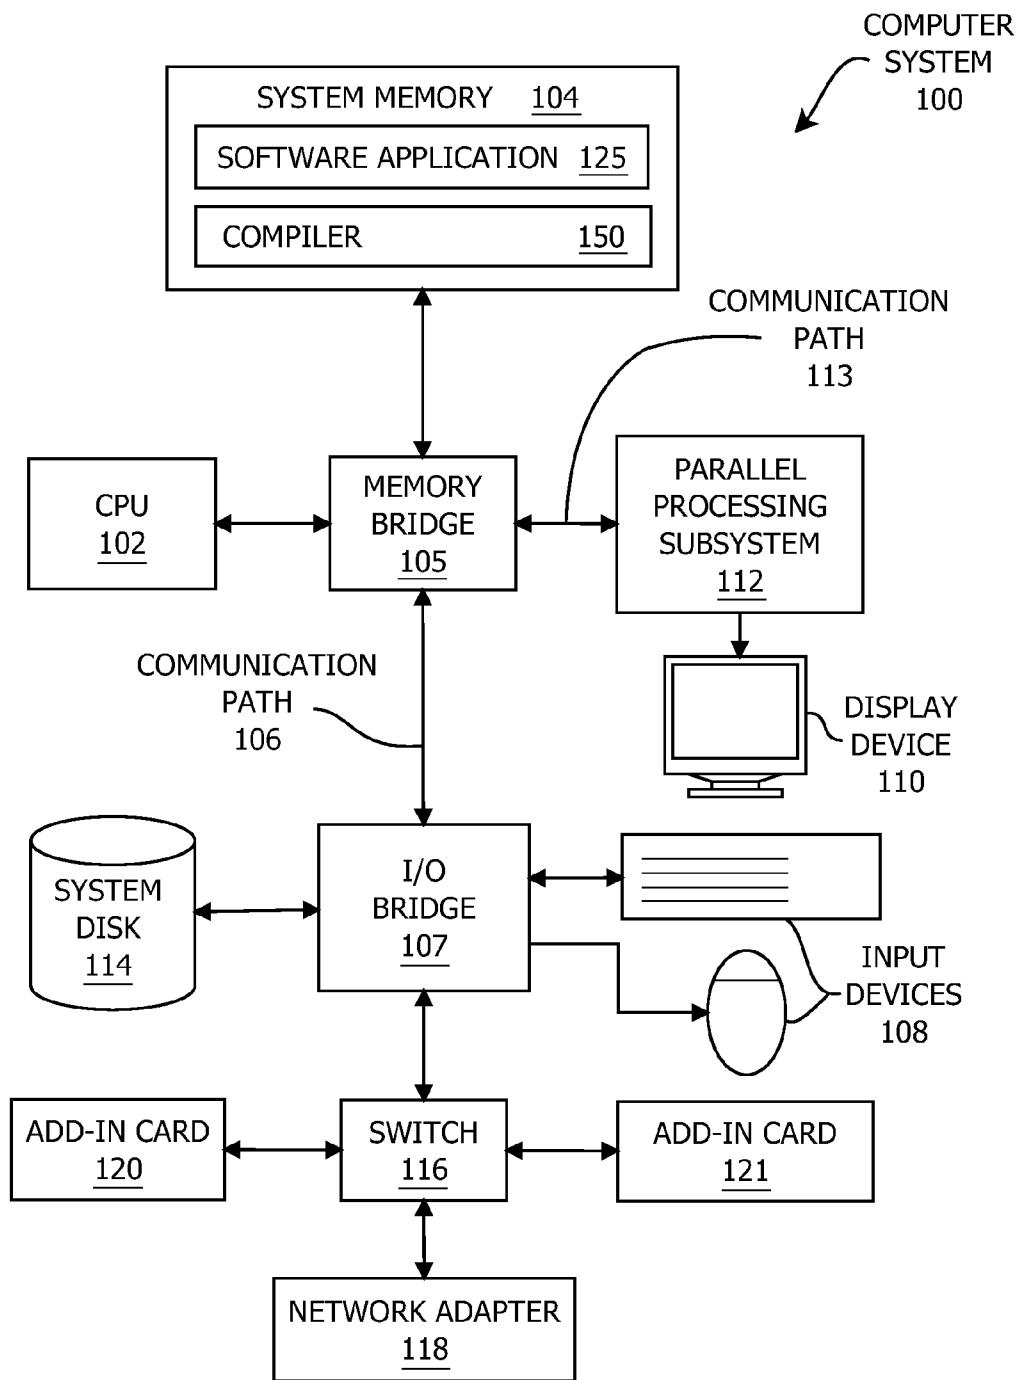 COMPUTER
SYSTEM
100
SYSTEM MEMORY 104
SOFTWARE APPLICATION 125
COMPILER 150
COMMUNICATION
PATH
113
CPU
102
MEMORY
BRIDGE
105
PARALLEL
PROCESSING
SUBSYSTEM
112
COMMUNICATION
PATH
106
DISPLAY
DEVICE
110
SYSTEM
DISK
114
I/O
BRIDGE
107
INPUT
DEVICES
108
ADD-IN CARD
120
SWITCH
116
ADD-IN CARD
121
NETWORK ADAPTER
118